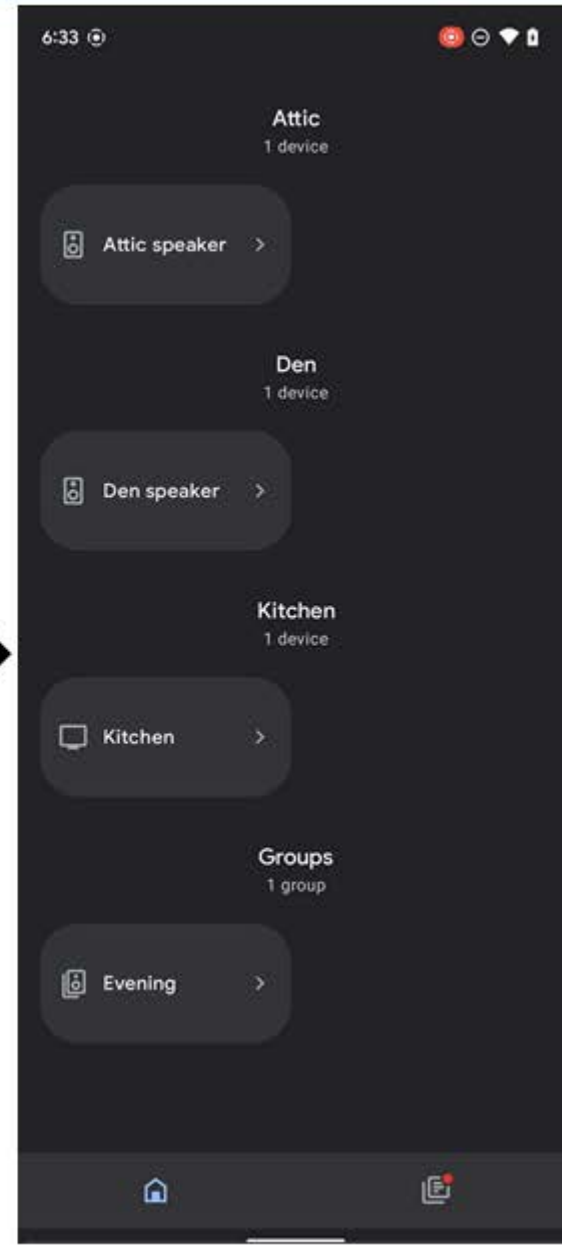 6:33
Attic
1 device
Attic speaker
Den
1 device
Den speaker
Kitchen
1 device
Kitchen
Groups
1 group
Evening